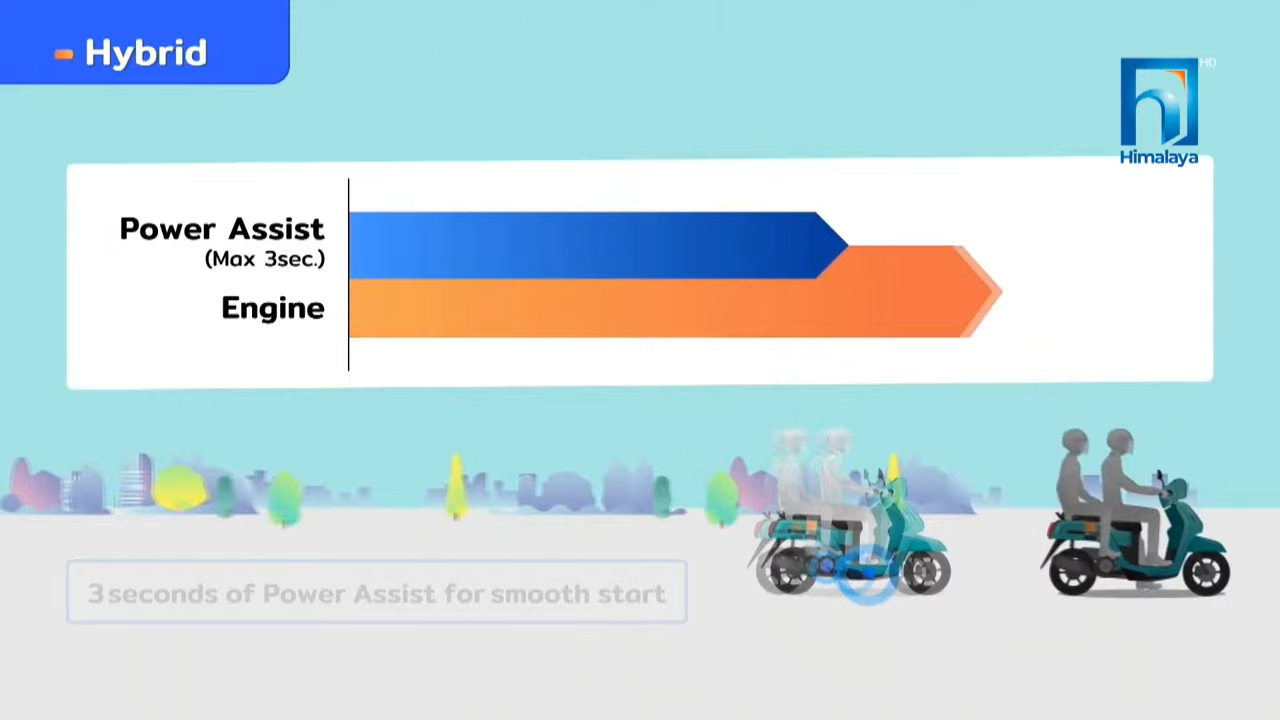 Hybrid
HD
Himalaya
Power Assist
(Max 3sec.)
Engine
3 seconds of Power Assist for smooth start